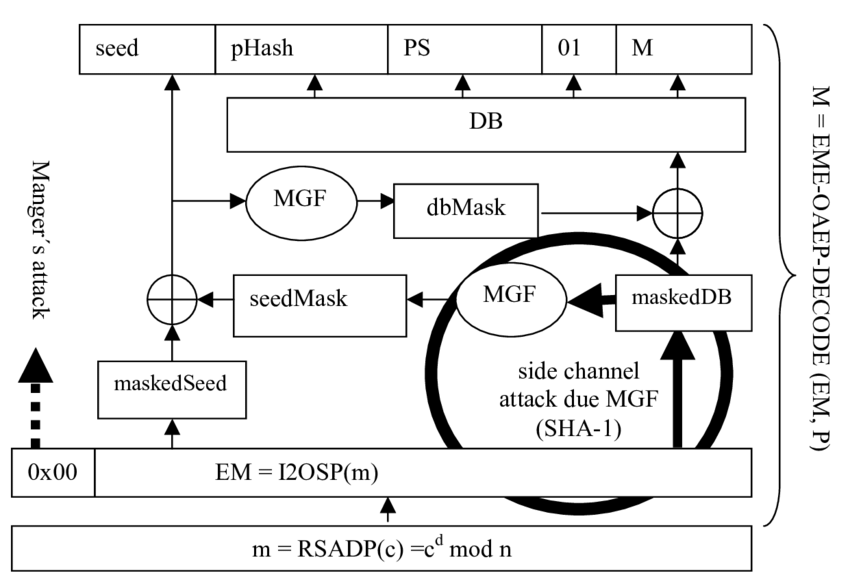 seed pHash PS 01 M
DB
MGF dbMask
seedMask MGF maskedDB
maskedSeed
side channel
attack due MGF
(SHA-1)
0x00 EM = I2OSP(m)
m = RSADP(c) =c^d mod n
Manger´s attack
M = EME-OAEP-DECODE (EM, P)